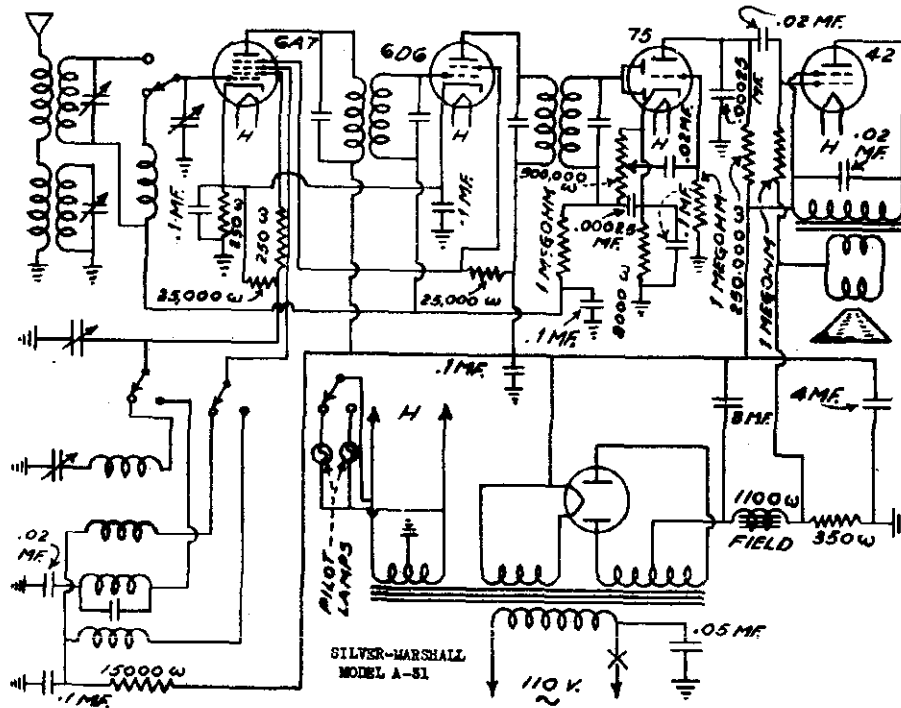 6A7
6D6
75
.02 MF.
42
.00025 MF.
H
H
H
H
.02 MF.
.02 MF.
.1 MF.
250 ω
250 ω
.1 MF.
500,000 ω
.00025 MF.
1 MEGOHM
.1 MF.
8000 ω
1 MEGOHM
250.000 ω
1 MEGOHM
25,000 ω
25,000 ω
.1 MF.
.1 MF.
H
8 MF.
4 MF.
1100 ω
FIELD
350 ω
.02 MF.
PILOT LAMPS
.05 MF.
SILVER-MARSHALL
MODEL A-51
15000 ω
.1 MF.
110 V.
~